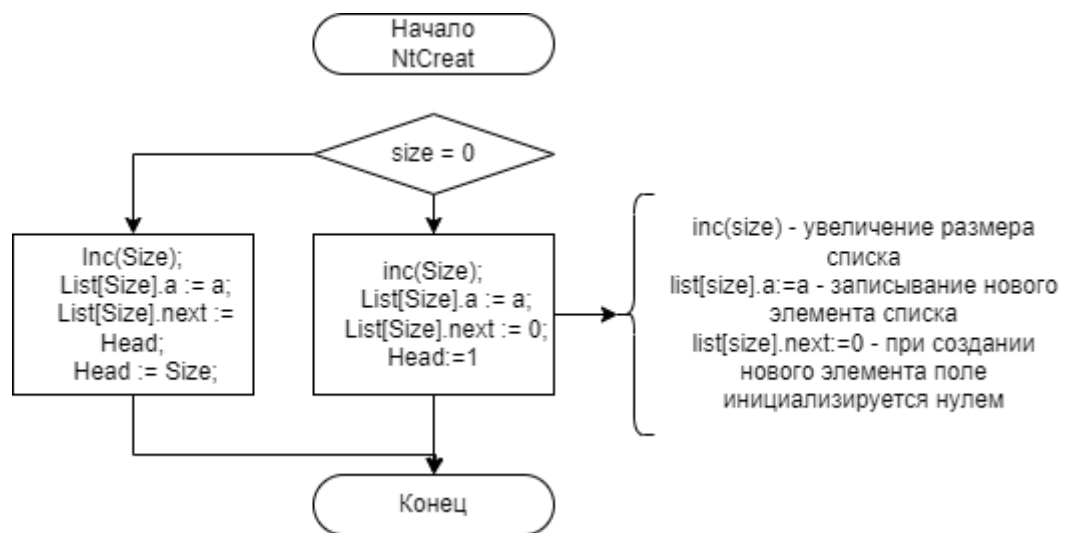 Начало
NtCreat
size = 0
Inc(Size);
List[Size].a := a;
List[Size].next :=
Head;
Head := Size;
inc(Size);
List[Size].a := a;
List[Size].next := 0;
Head:=1
inc(size) - увеличение размера
списка
list[size].a:=a - записывание нового
элемента списка
list[size].next:=0 - при создании
нового элемента поле
инициализируется нулем
Конец